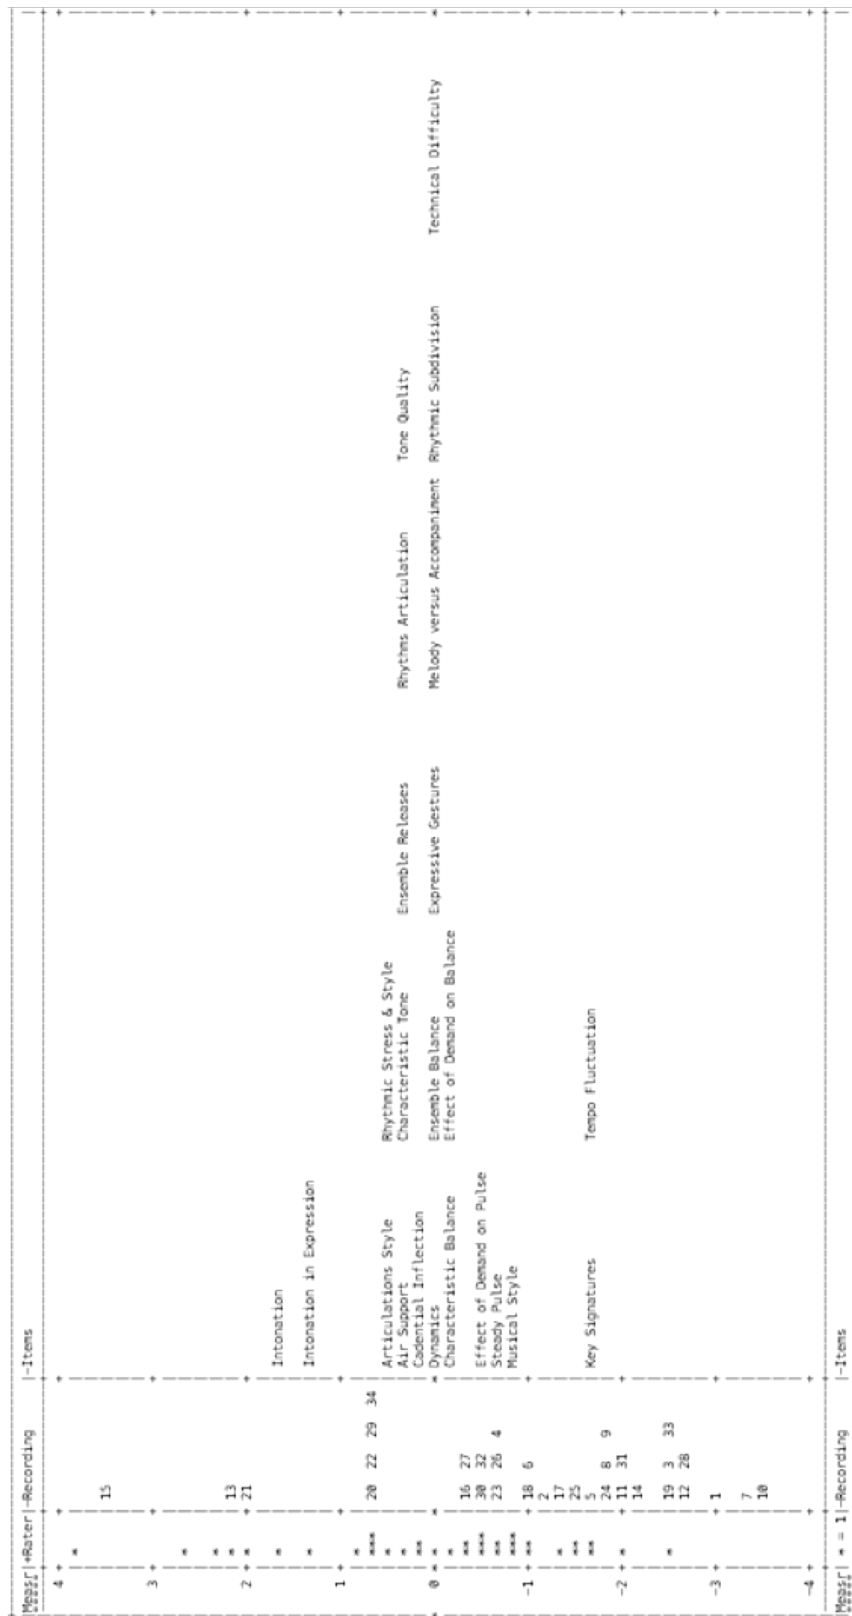 Measr|+Rater|-Recording |-Items
4 + + + +
*
15
3 + + + +
*
*
* 13
2 + * + 21 + +
* Intonation
* Intonation in Expression
1 + + + +
*
*** 20 22 29 34
* Articulations Style Rhythmic Stress & Style
* Air Support Characteristic Tone Ensemble Releases Rhythms Articulation Tone Quality
** Cadential Inflection
0 * * * * Dynamics Ensemble Balance Expressive Gestures Melody versus Accompaniment Rhythmic Subdivision Technical Difficulty *
* Characteristic Balance Effect of Demand on Balance
** 16 27
*** 30 32 Effect of Demand on Pulse
** 23 26 4 Steady Pulse
*** Musical Style
-1 + ** + 18 6 + +
2
* 17
** 25
** 5 Key Signatures Tempo Fluctuation
24 8 9
-2 + * + 11 31 + +
14
* 19 3 33
12 28
-3 + + 1 + +
7
10
-4 + + + +
Measr| * = 1|-Recording |-Items